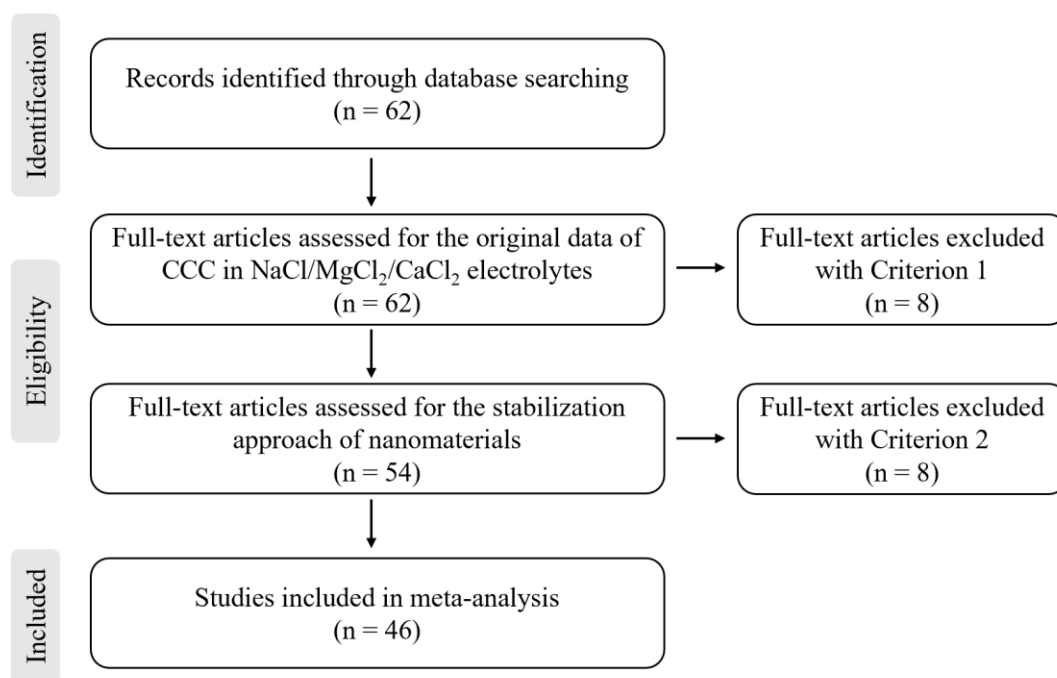 Identification
Records identified through database searching
(n = 62)
Eligibility
Full-text articles assessed for the original data of
CCC in NaCl/MgCl₂/CaCl₂ electrolytes
(n = 62)
Full-text articles excluded
with Criterion 1
(n = 8)
Full-text articles assessed for the stabilization
approach of nanomaterials
(n = 54)
Full-text articles excluded
with Criterion 2
(n = 8)
Included
Studies included in meta-analysis
(n = 46)